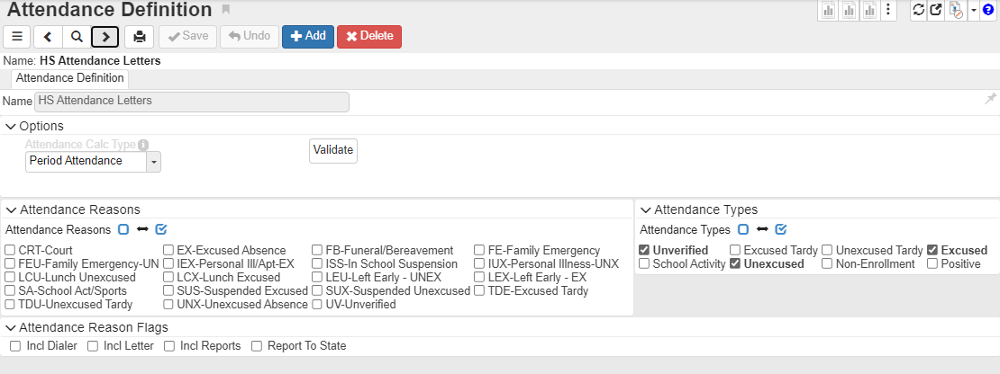 Attendance Definition
Save Undo Add Delete
Name: HS Attendance Letters
Attendance Definition
Name HS Attendance Letters
Options
Attendance Calc Type
Period Attendance
Validate
Attendance Reasons
Attendance Reasons
CRT-Court EX-Excused Absence FB-Funeral/Bereavement FE-Family Emergency
FEU-Family Emergency-UN IEX-Personal Ill/Apt-EX ISS-In School Suspension IUX-Personal Illness-UNX
LCU-Lunch Unexcused LCX-Lunch Excused LEU-Left Early - UNEX LEX-Left Early - EX
SA-School Act/Sports SUS-Suspended Excused SUX-Suspended Unexcused TDE-Excused Tardy
TDU-Unexcused Tardy UNX-Unexcused Absence UV-Unverified
Attendance Types
Attendance Types
Unverified Excused Tardy Unexcused Tardy Excused
School Activity Unexcused Non-Enrollment Positive
Attendance Reason Flags
Incl Dialer Incl Letter Incl Reports Report To State